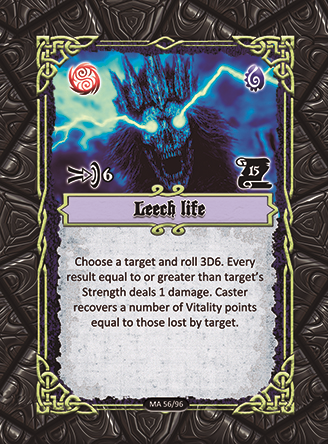 6
15
Leech life
Choose a target and roll 3D6. Every
result equal to or greater than target's
Strength deals 1 damage. Caster
recovers a number of Vitality points
equal to those lost by target.
MA 56/96